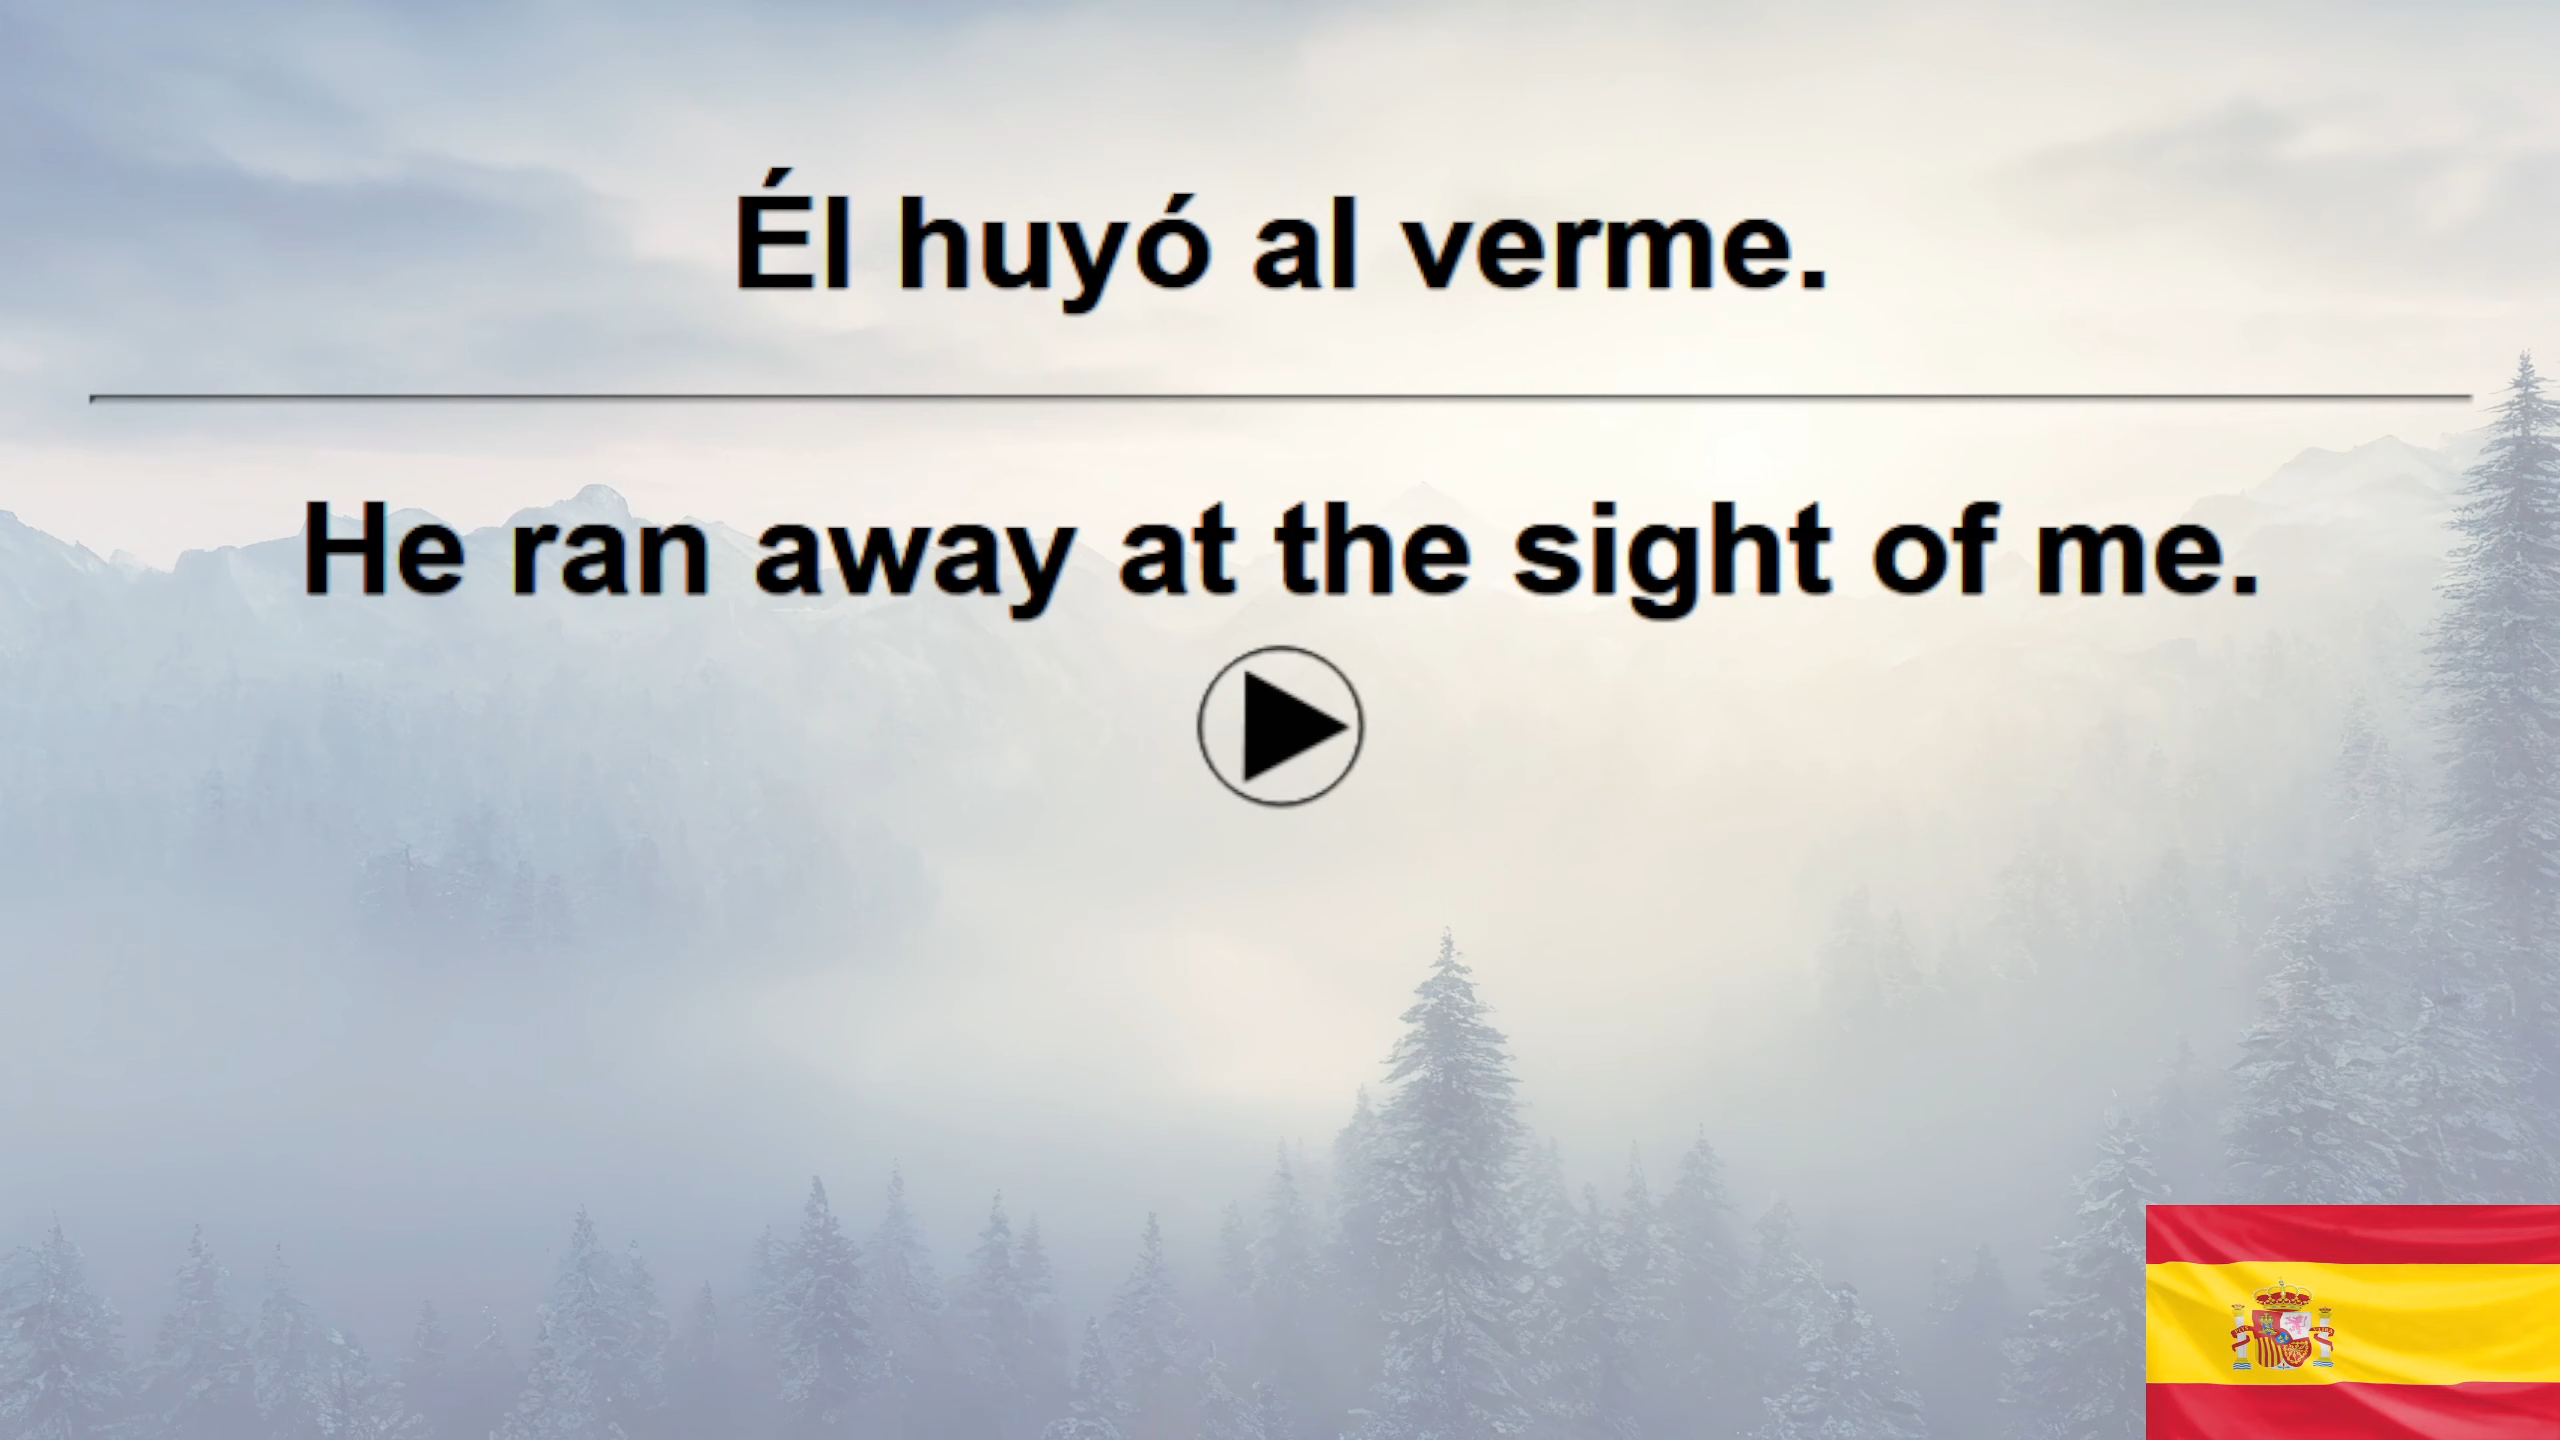 Él huyó al verme.
He ran away at the sight of me.